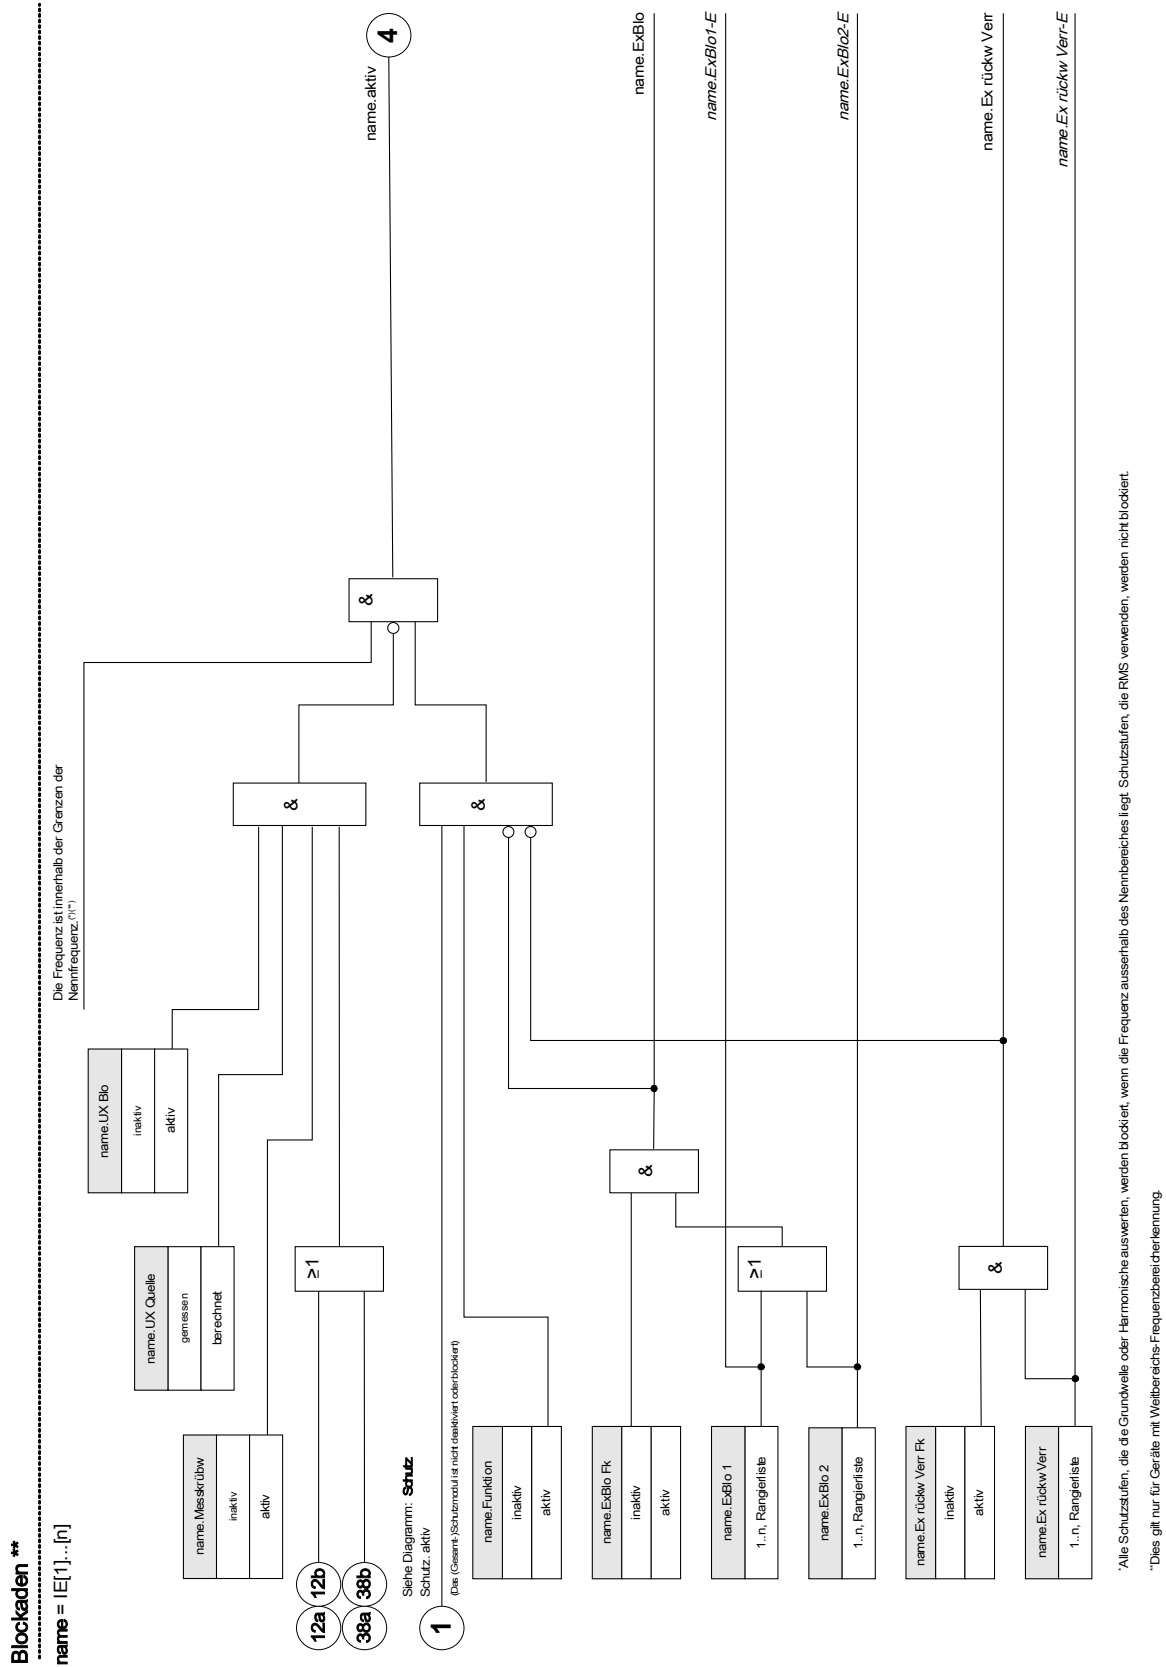 Blockaden **
name = IE[1]...[n]
Die Frequenz ist innerhalb der Grenzen der
Nennfrequenz.(*)(**)
name.UX Blo
inaktiv
aktiv
name.UX Quelle
gemessen
berechnet
name.Messkrübw
inaktiv
aktiv
12a
12b
38a
38b
≥1
&
&
name.aktiv
4
Siehe Diagramm: Schutz
Schutz. aktiv
(Das (Gesamt-)Schutzmodul ist nicht deaktiviert oder blockiert)
1
&
name.Funktion
inaktiv
aktiv
name.ExBlo Fk
inaktiv
aktiv
&
name.ExBlo
name.ExBlo 1
1..n, Rangierliste
≥1
name.ExBlo1-E
name.ExBlo 2
1..n, Rangierliste
name.ExBlo2-E
name.Ex rückw Verr Fk
inaktiv
aktiv
&
name.Ex rückw Verr
name.Ex rückw Verr
1..n, Rangierliste
name.Ex rückw Verr-E
*Alle Schutzstufen, die die Grundwelle oder Harmonische auswerten, werden blockiert, wenn die Frequenz ausserhalb des Nennbereiches liegt. Schutzstufen, die RMS verwenden, werden nicht blockiert.
**Dies gilt nur für Geräte mit Weitbereichs-Frequenzbereicherkennung.